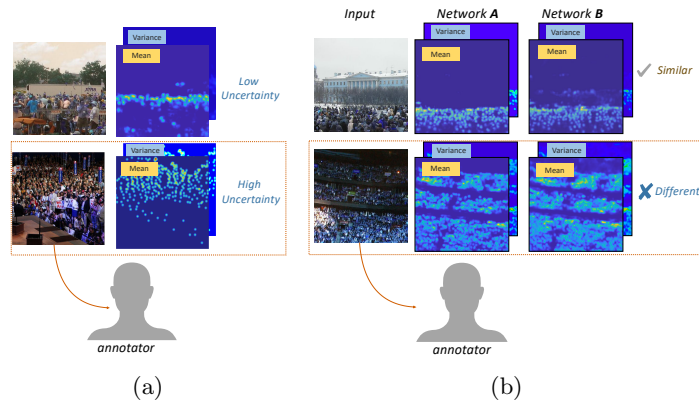 Variance
Mean
Low
Uncertainty
Variance
Mean
High
Uncertainty
annotator
(a)
Input Network A Network B
Variance Variance
Mean Mean
Similar
Variance Variance
Mean Mean
Different
annotator
(b)